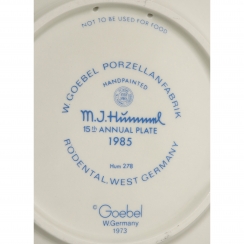 NOT TO BE USED FOR FOOD
W. GOEBEL PORZELLANFABRIK
HANDPAINTED
M.J.Hummel
15th ANNUAL PLATE
1985
Hum 278
RODENTAL, WEST GERMANY
© Goebel
W.Germany
1973